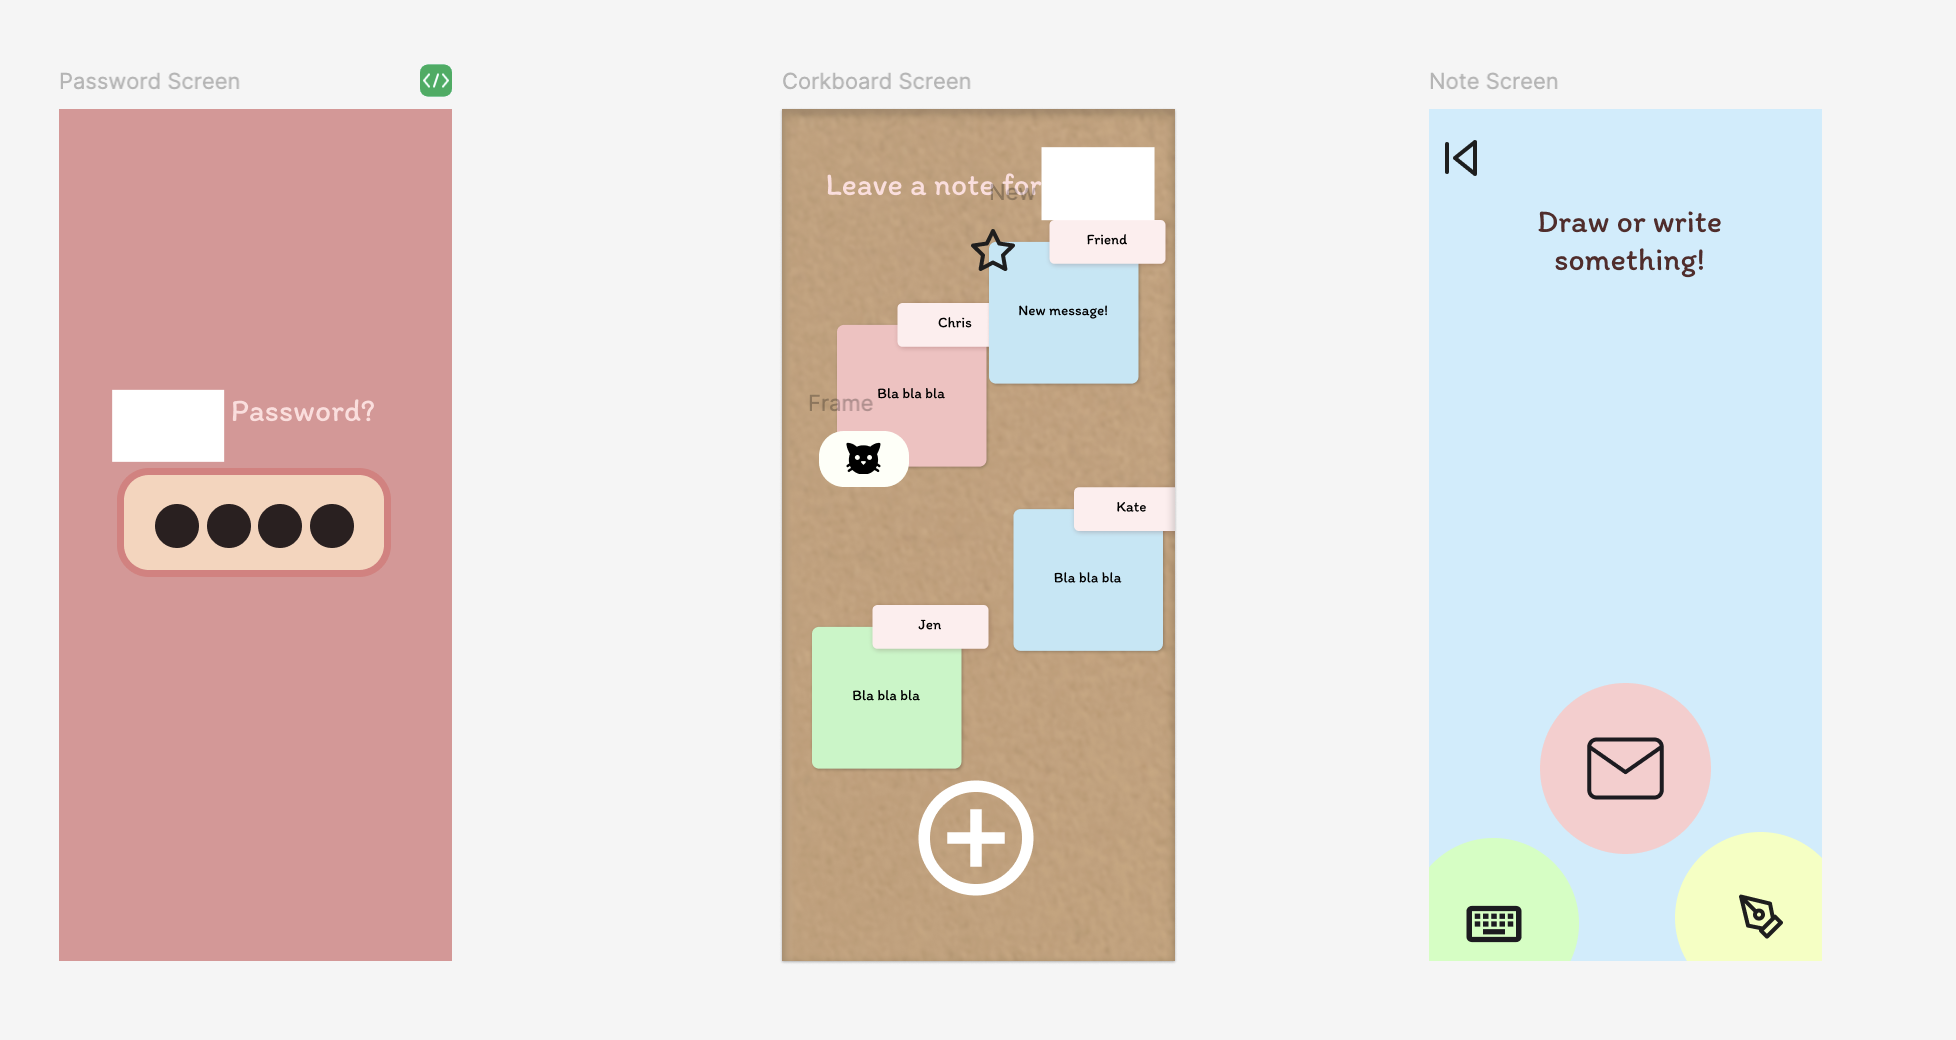 Password Screen
Password?
Corkboard Screen
Leave a note for
New
Friend
New message!
Chris
Bla bla bla
Frame
Kate
Bla bla bla
Jen
Bla bla bla
Note Screen
Draw or write
something!